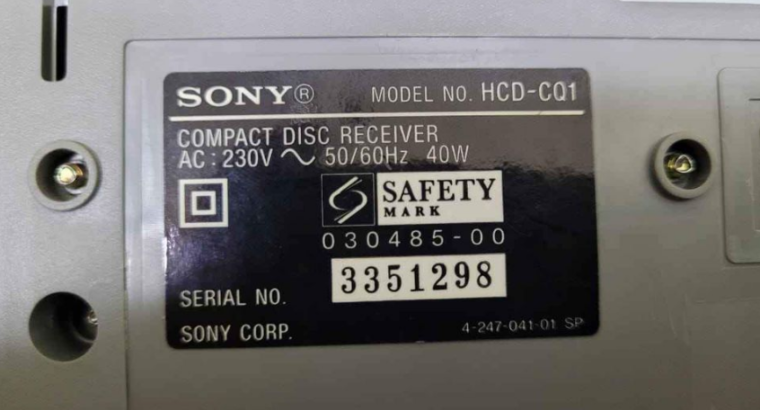 SONY® MODEL NO. HCD-CQ1
COMPACT DISC RECEIVER
AC : 230V ~ 50/60Hz 40W
SAFETY
MARK
030485-00
SERIAL NO. 3351298
SONY CORP. 4-247-041-01 SP